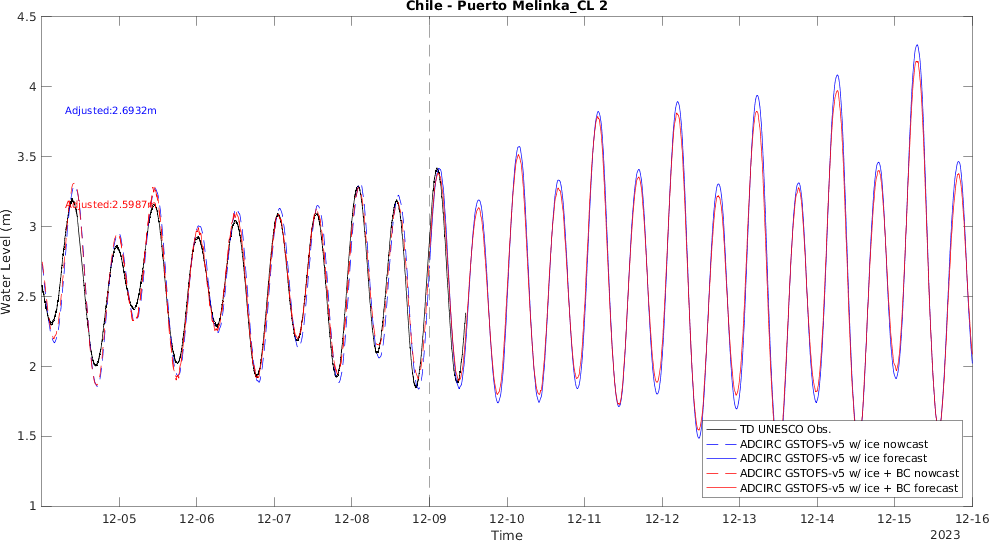 Chile - Puerto Melinka_CL 2
4.5
4
3.5
3
2.5
2
1.5
1
Water Level (m)
Adjusted:2.6932m
Adjusted:2.5987m
TD UNESCO Obs.
ADCIRC GSTOFS-v5 w/ ice nowcast
ADCIRC GSTOFS-v5 w/ ice forecast
ADCIRC GSTOFS-v5 w/ ice + BC nowcast
ADCIRC GSTOFS-v5 w/ ice + BC forecast
12-05
12-06
12-07
12-08
12-09
12-10
12-11
12-12
12-13
12-14
12-15
12-16
Time
2023